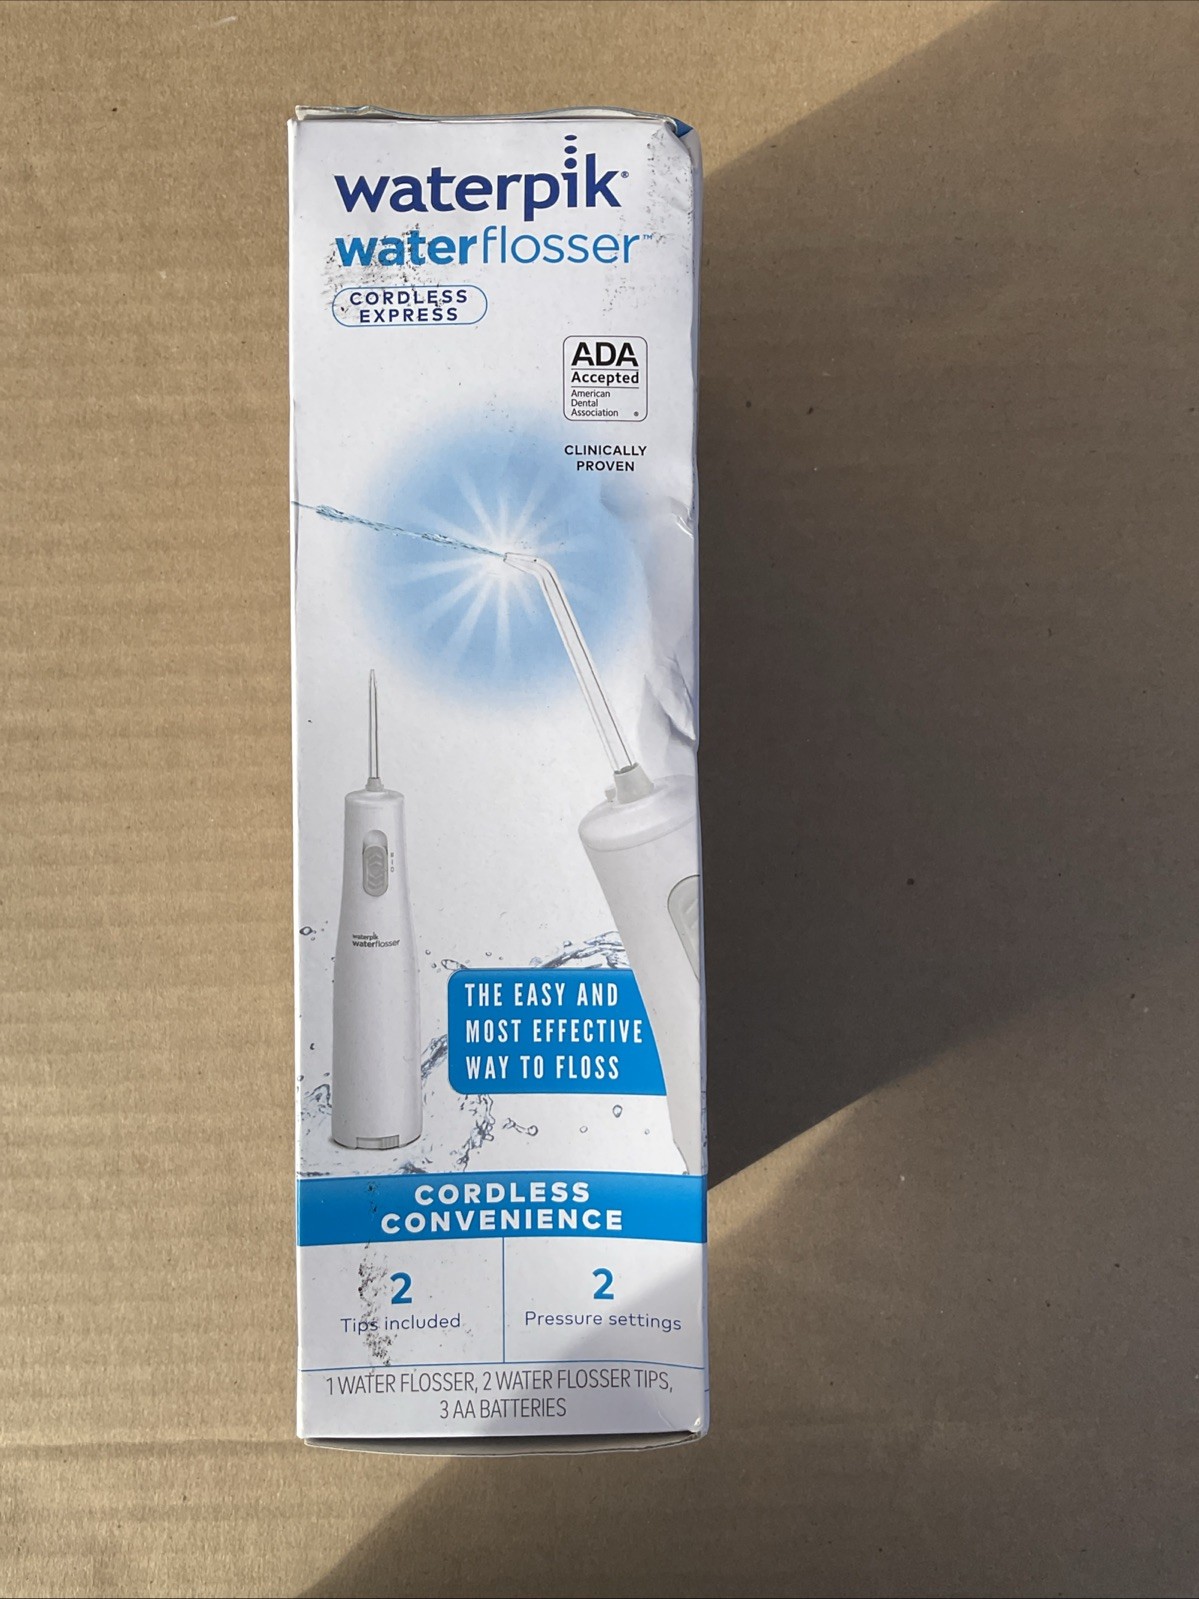 waterpik®
waterflosser™
CORDLESS
EXPRESS
ADA
Accepted
American
Dental
Association ®
CLINICALLY
PROVEN
waterpik
waterflosser
THE EASY AND
MOST EFFECTIVE
WAY TO FLOSS
CORDLESS
CONVENIENCE
2
Tips included
2
Pressure settings
1 WATER FLOSSER, 2 WATER FLOSSER TIPS,
3 AA BATTERIES